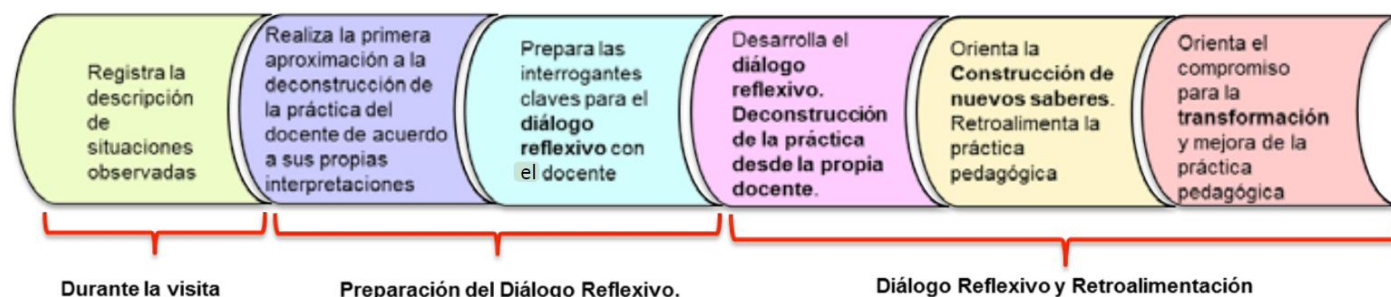 Registra la
descripción
de
situaciones
observadas
Realiza la primera
aproximación a la
deconstrucción de
la práctica del
docente de acuerdo
a sus propias
interpretaciones
Prepara las
interrogantes
claves para el
diálogo
reflexivo con
el docente
Desarrolla el
diálogo
reflexivo.
Deconstrucción
de la práctica
desde la propia
docente.
Orienta la
Construcción de
nuevos saberes.
Retroalimenta la
práctica
pedagógica
Orienta el
compromiso
para la
transformación
y mejora de la
práctica
pedagógica
Durante la visita
Preparación del Diálogo Reflexivo.
Diálogo Reflexivo y Retroalimentación